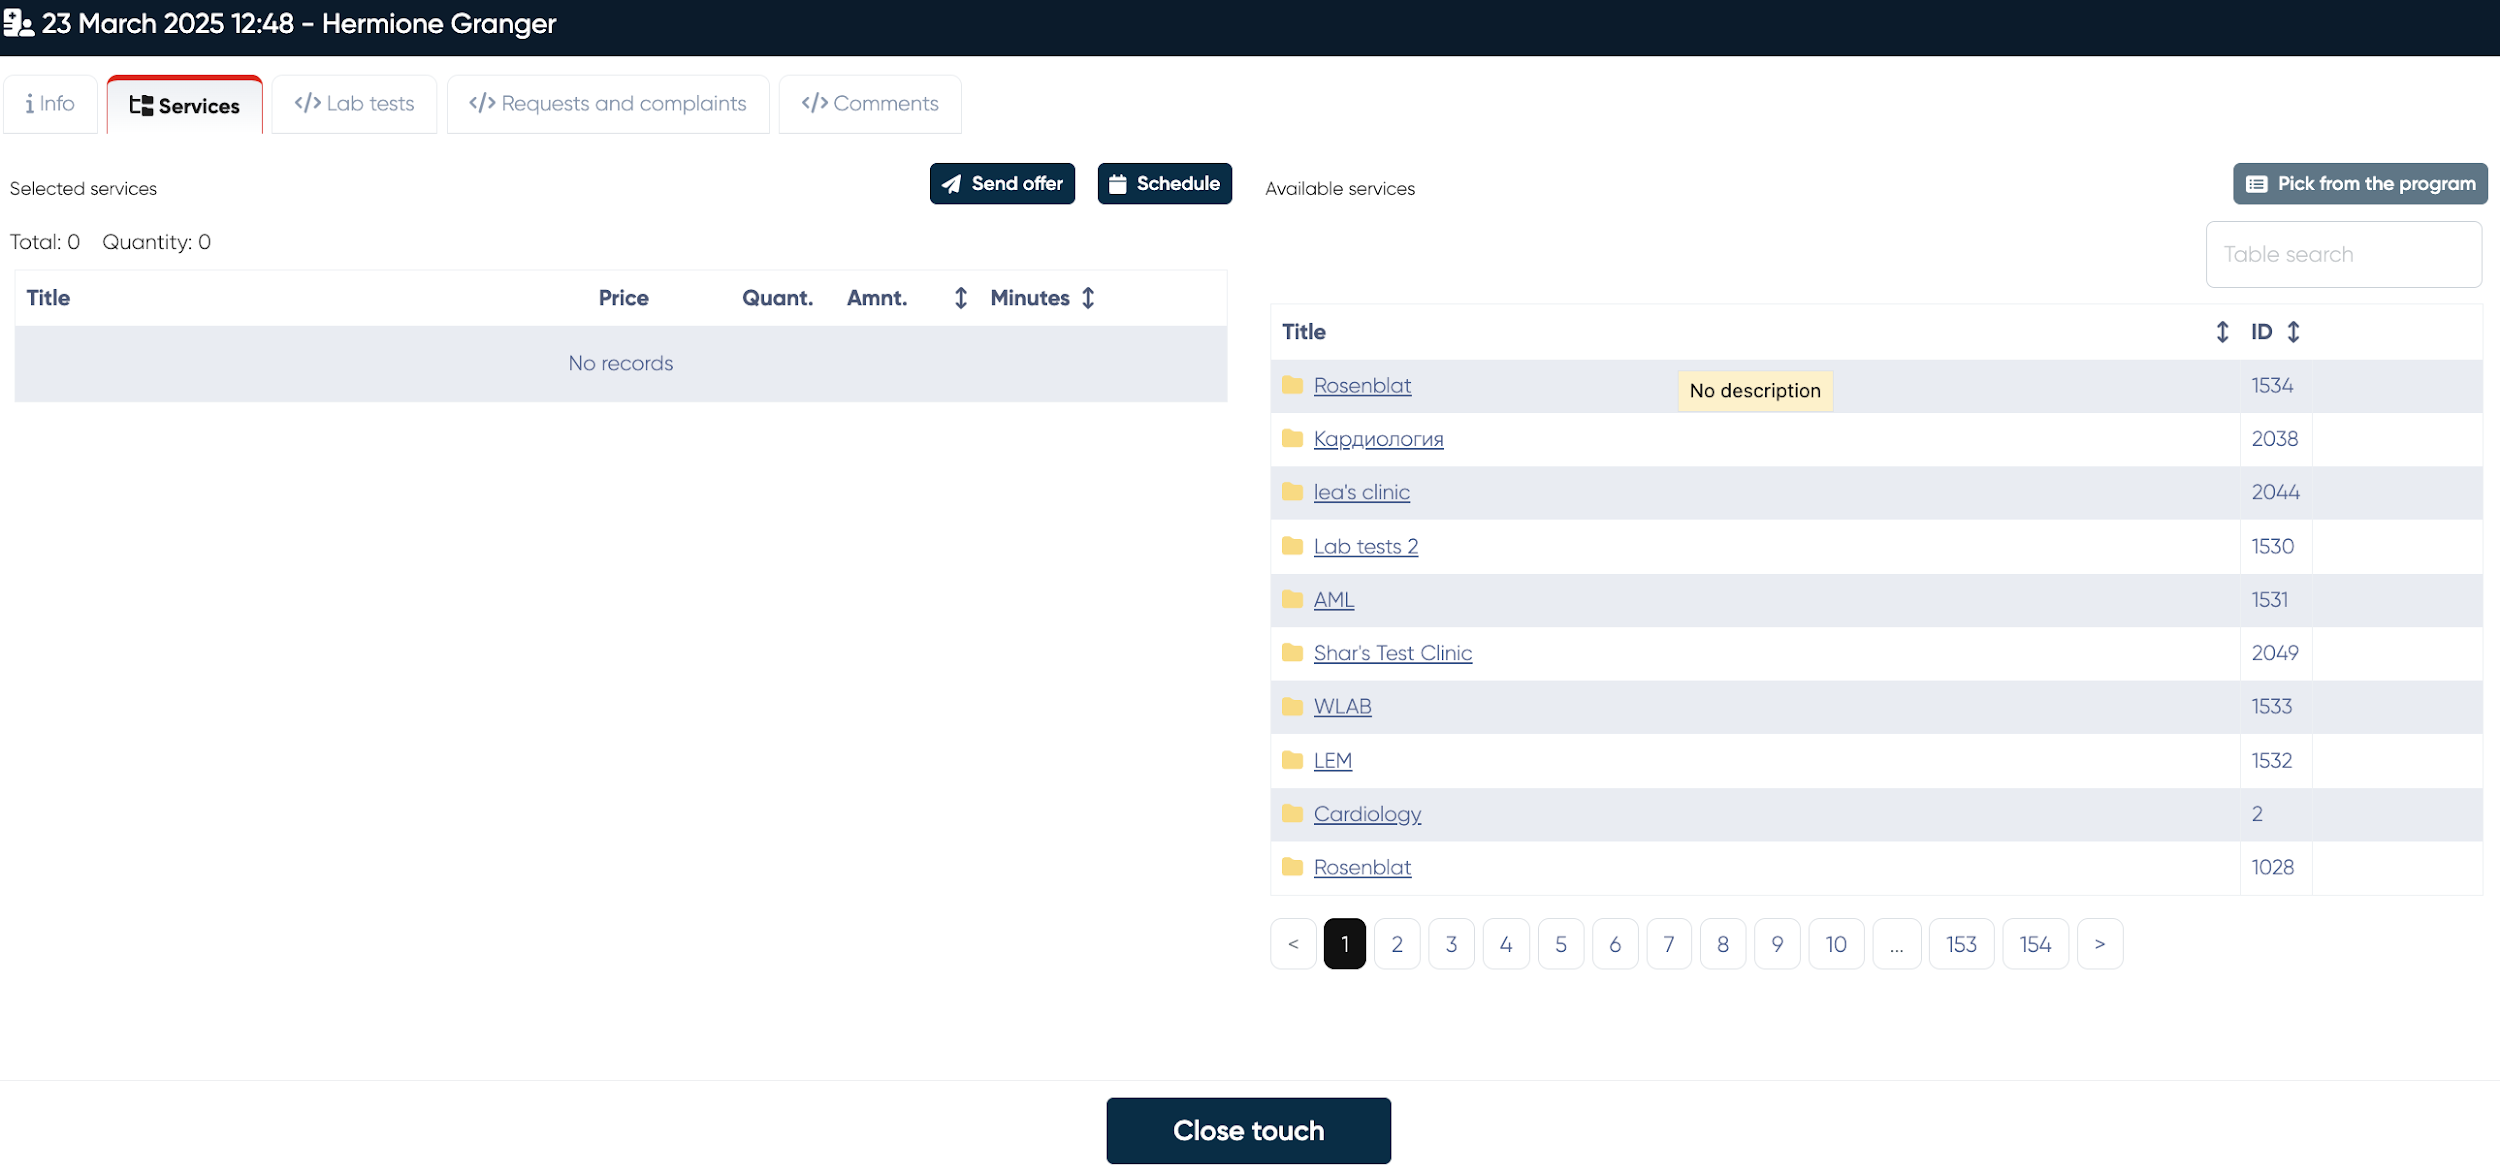 23 March 2025 12:48 - Hermione Granger
Info
Services
</> Lab tests
</> Requests and complaints
</> Comments
Selected services
Send offer
Schedule
Total: 0 Quantity: 0
Title Price Quant. Amnt. Minutes
No records
Available services
Pick from the program
Table search
Title ID
Rosenblat 1534
No description
Кардиология 2038
lea's clinic 2044
Lab tests 2 1530
AML 1531
Shar's Test Clinic 2049
WLAB 1533
LEM 1532
Cardiology 2
Rosenblat 1028
< 1 2 3 4 5 6 7 8 9 10 ... 153 154 >
Close touch